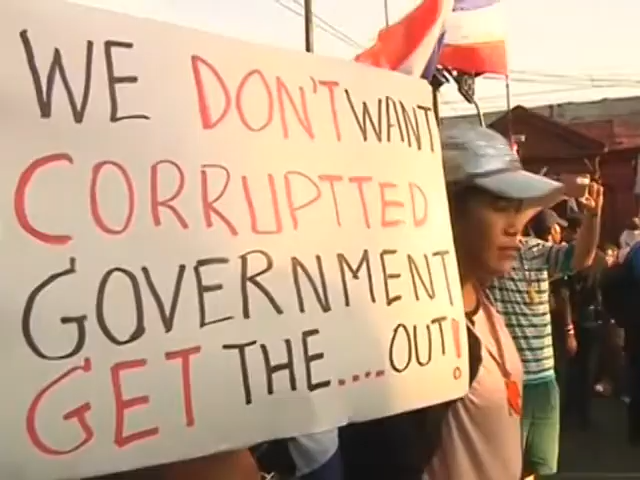 WE DON'T WANT
CORRUPTTED
GOVERNMENT
GET THE....OUT!